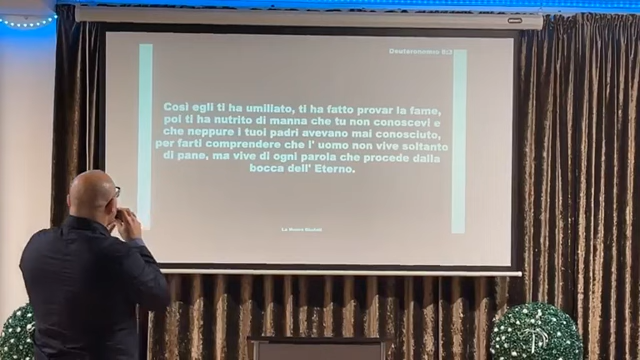 Deuteronomio 8:3
Così egli ti ha umiliato, ti ha fatto provar la fame,
poi ti ha nutrito di manna che tu non conoscevi e
che neppure i tuoi padri avevano mai conosciuto,
per farti comprendere che l' uomo non vive soltanto
di pane, ma vive di ogni parola che procede dalla
bocca dell' Eterno.
La Nuova Diodati